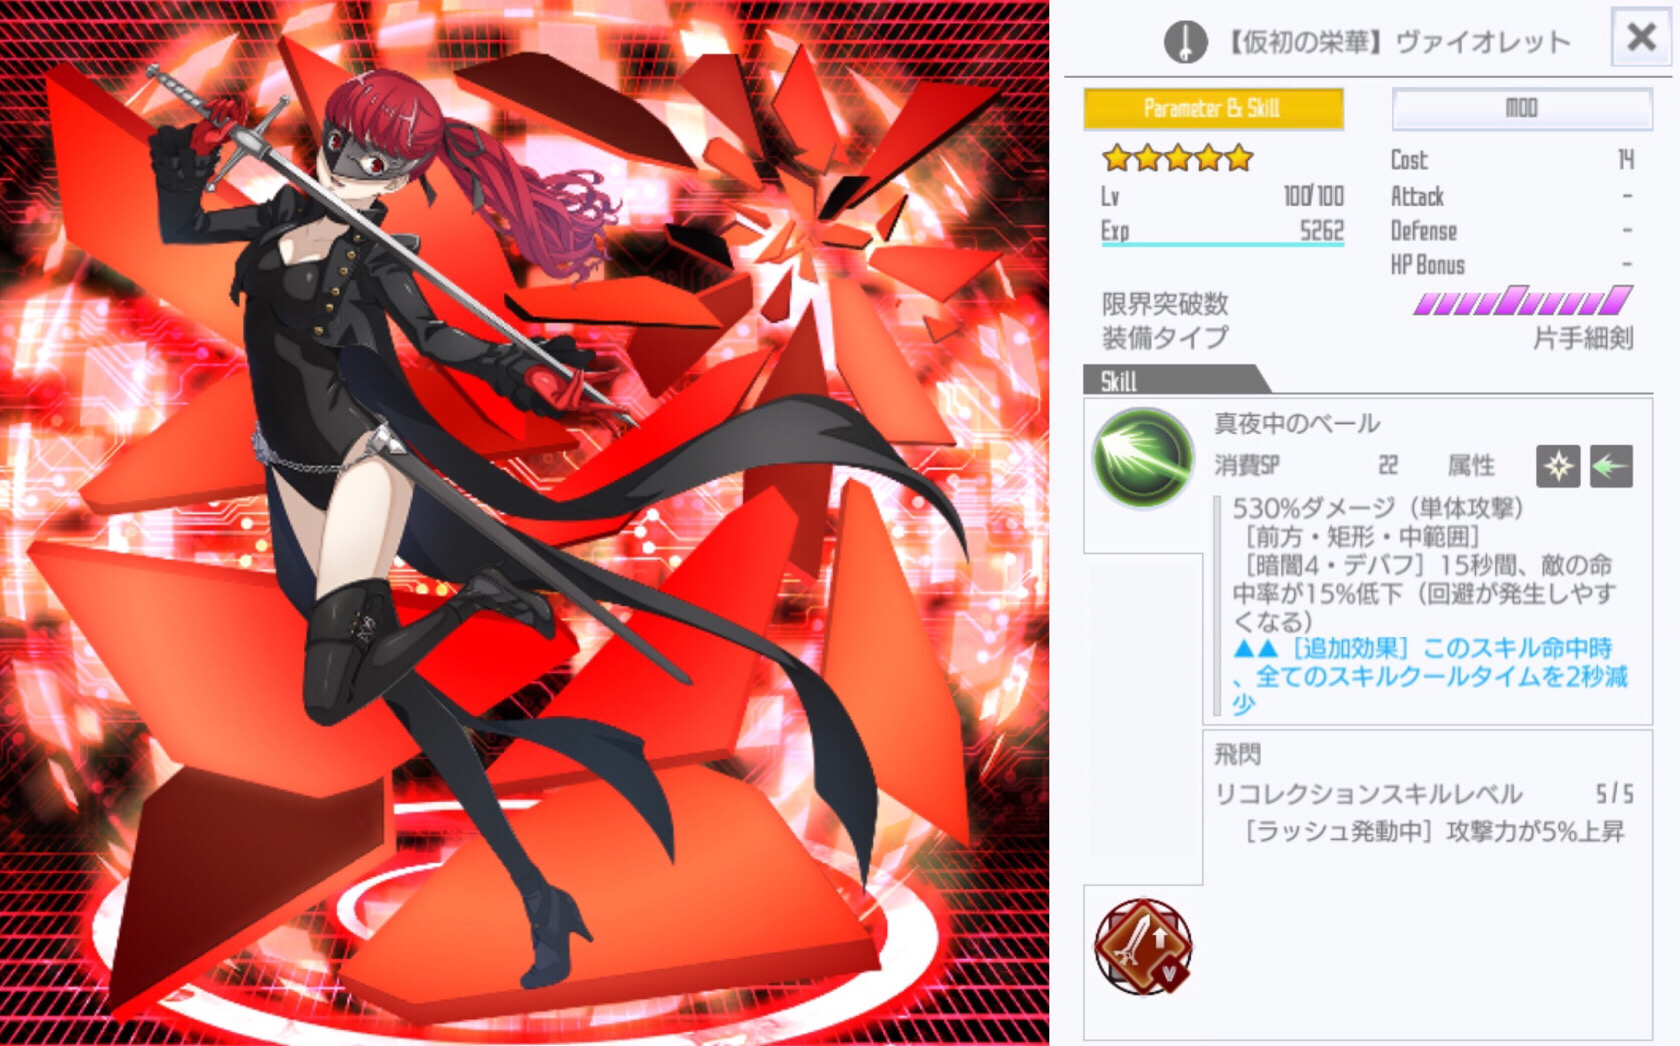 【仮初の栄華】ヴァイオレット
Parameter & Skill
MOD
Lv 100/100
Exp 5262
Cost 14
Attack -
Defense -
HP Bonus -
限界突破数
装備タイプ 片手細剣
Skill
真夜中のベール
消費SP 22 属性
530%ダメージ（単体攻撃）
［前方・矩形・中範囲］
［暗闇4・デバフ］15秒間、敵の命
中率が15%低下（回避が発生しやす
くなる）
▲▲［追加効果］このスキル命中時
、全てのスキルクールタイムを2秒減
少
飛閃
リコレクションスキルレベル 5/5
［ラッシュ発動中］攻撃力が5%上昇
V